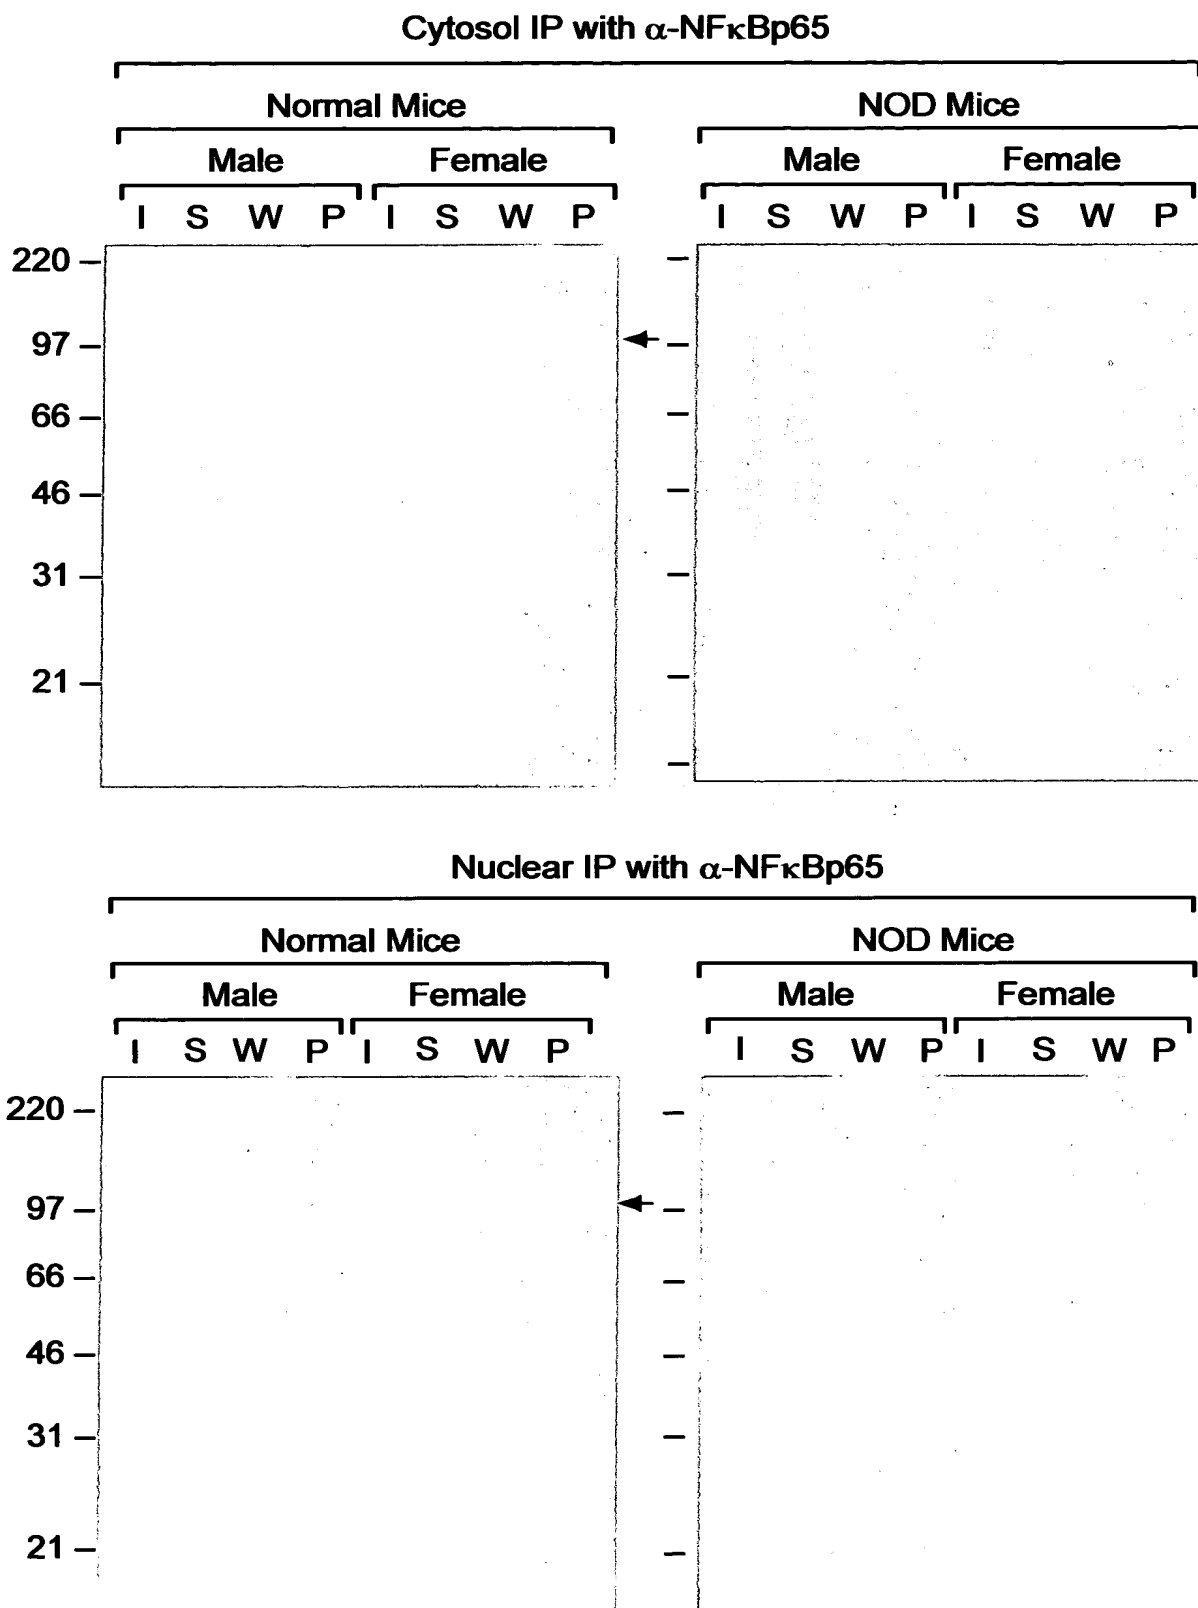 Cytosol IP with α-NFκBp65
Normal Mice NOD Mice
Male Female Male Female
I S W P I S W P I S W P I S W P
220
97
66
46
31
21
Nuclear IP with α-NFκBp65
Normal Mice NOD Mice
Male Female Male Female
I S W P I S W P I S W P I S W P
220
97
66
46
31
21